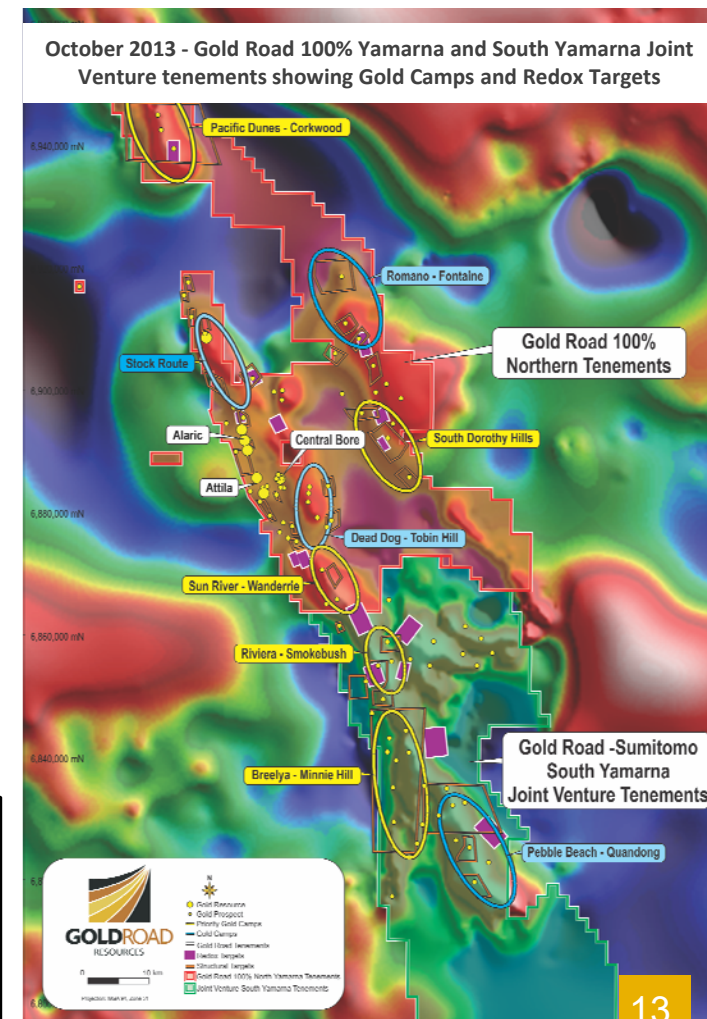 October 2013 - Gold Road 100% Yamarna and South Yamarna Joint
Venture tenements showing Gold Camps and Redox Targets
Pacific Dunes - Corkwood
6,940,000 mN
Romano - Fontaine
Gold Road 100%
Northern Tenements
Stock Route
6,900,000 mN
Alaric
Central Bore
South Dorothy Hills
Attila
6,880,000 mN
Dead Dog - Tobin Hill
Sun River - Wanderrie
6,860,000 mN
Riviera - Smokebush
6,840,000 mN
Gold Road -Sumitomo
South Yamarna
Joint Venture Tenements
Breelya - Minnie Hill
Pebble Beach - Quandong
N
Gold Resource
Gold Prospect
Priority Gold Camps
Gold Camps
Gold Road Tenements
Redox Targets
Structural Targets
Gold Road 100% North Yamarna Tenements
Joint Venture South Yamarna Tenements
GOLDROAD
RESOURCES
0 10 km
13